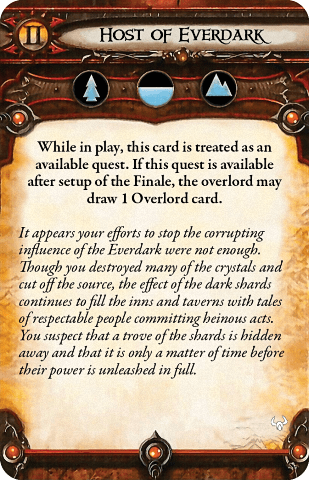 II
Host of Everdark
While in play, this card is treated as an
available quest. If this quest is available
after setup of the Finale, the overlord may
draw 1 Overlord card.
It appears your efforts to stop the corrupting
influence of the Everdark were not enough.
Though you destroyed many of the crystals and
cut off the source, the effect of the dark shards
continues to fill the inns and taverns with tales
of respectable people committing heinous acts.
You suspect that a trove of the shards is hidden
away and that it is only a matter of time before
their power is unleashed in full.